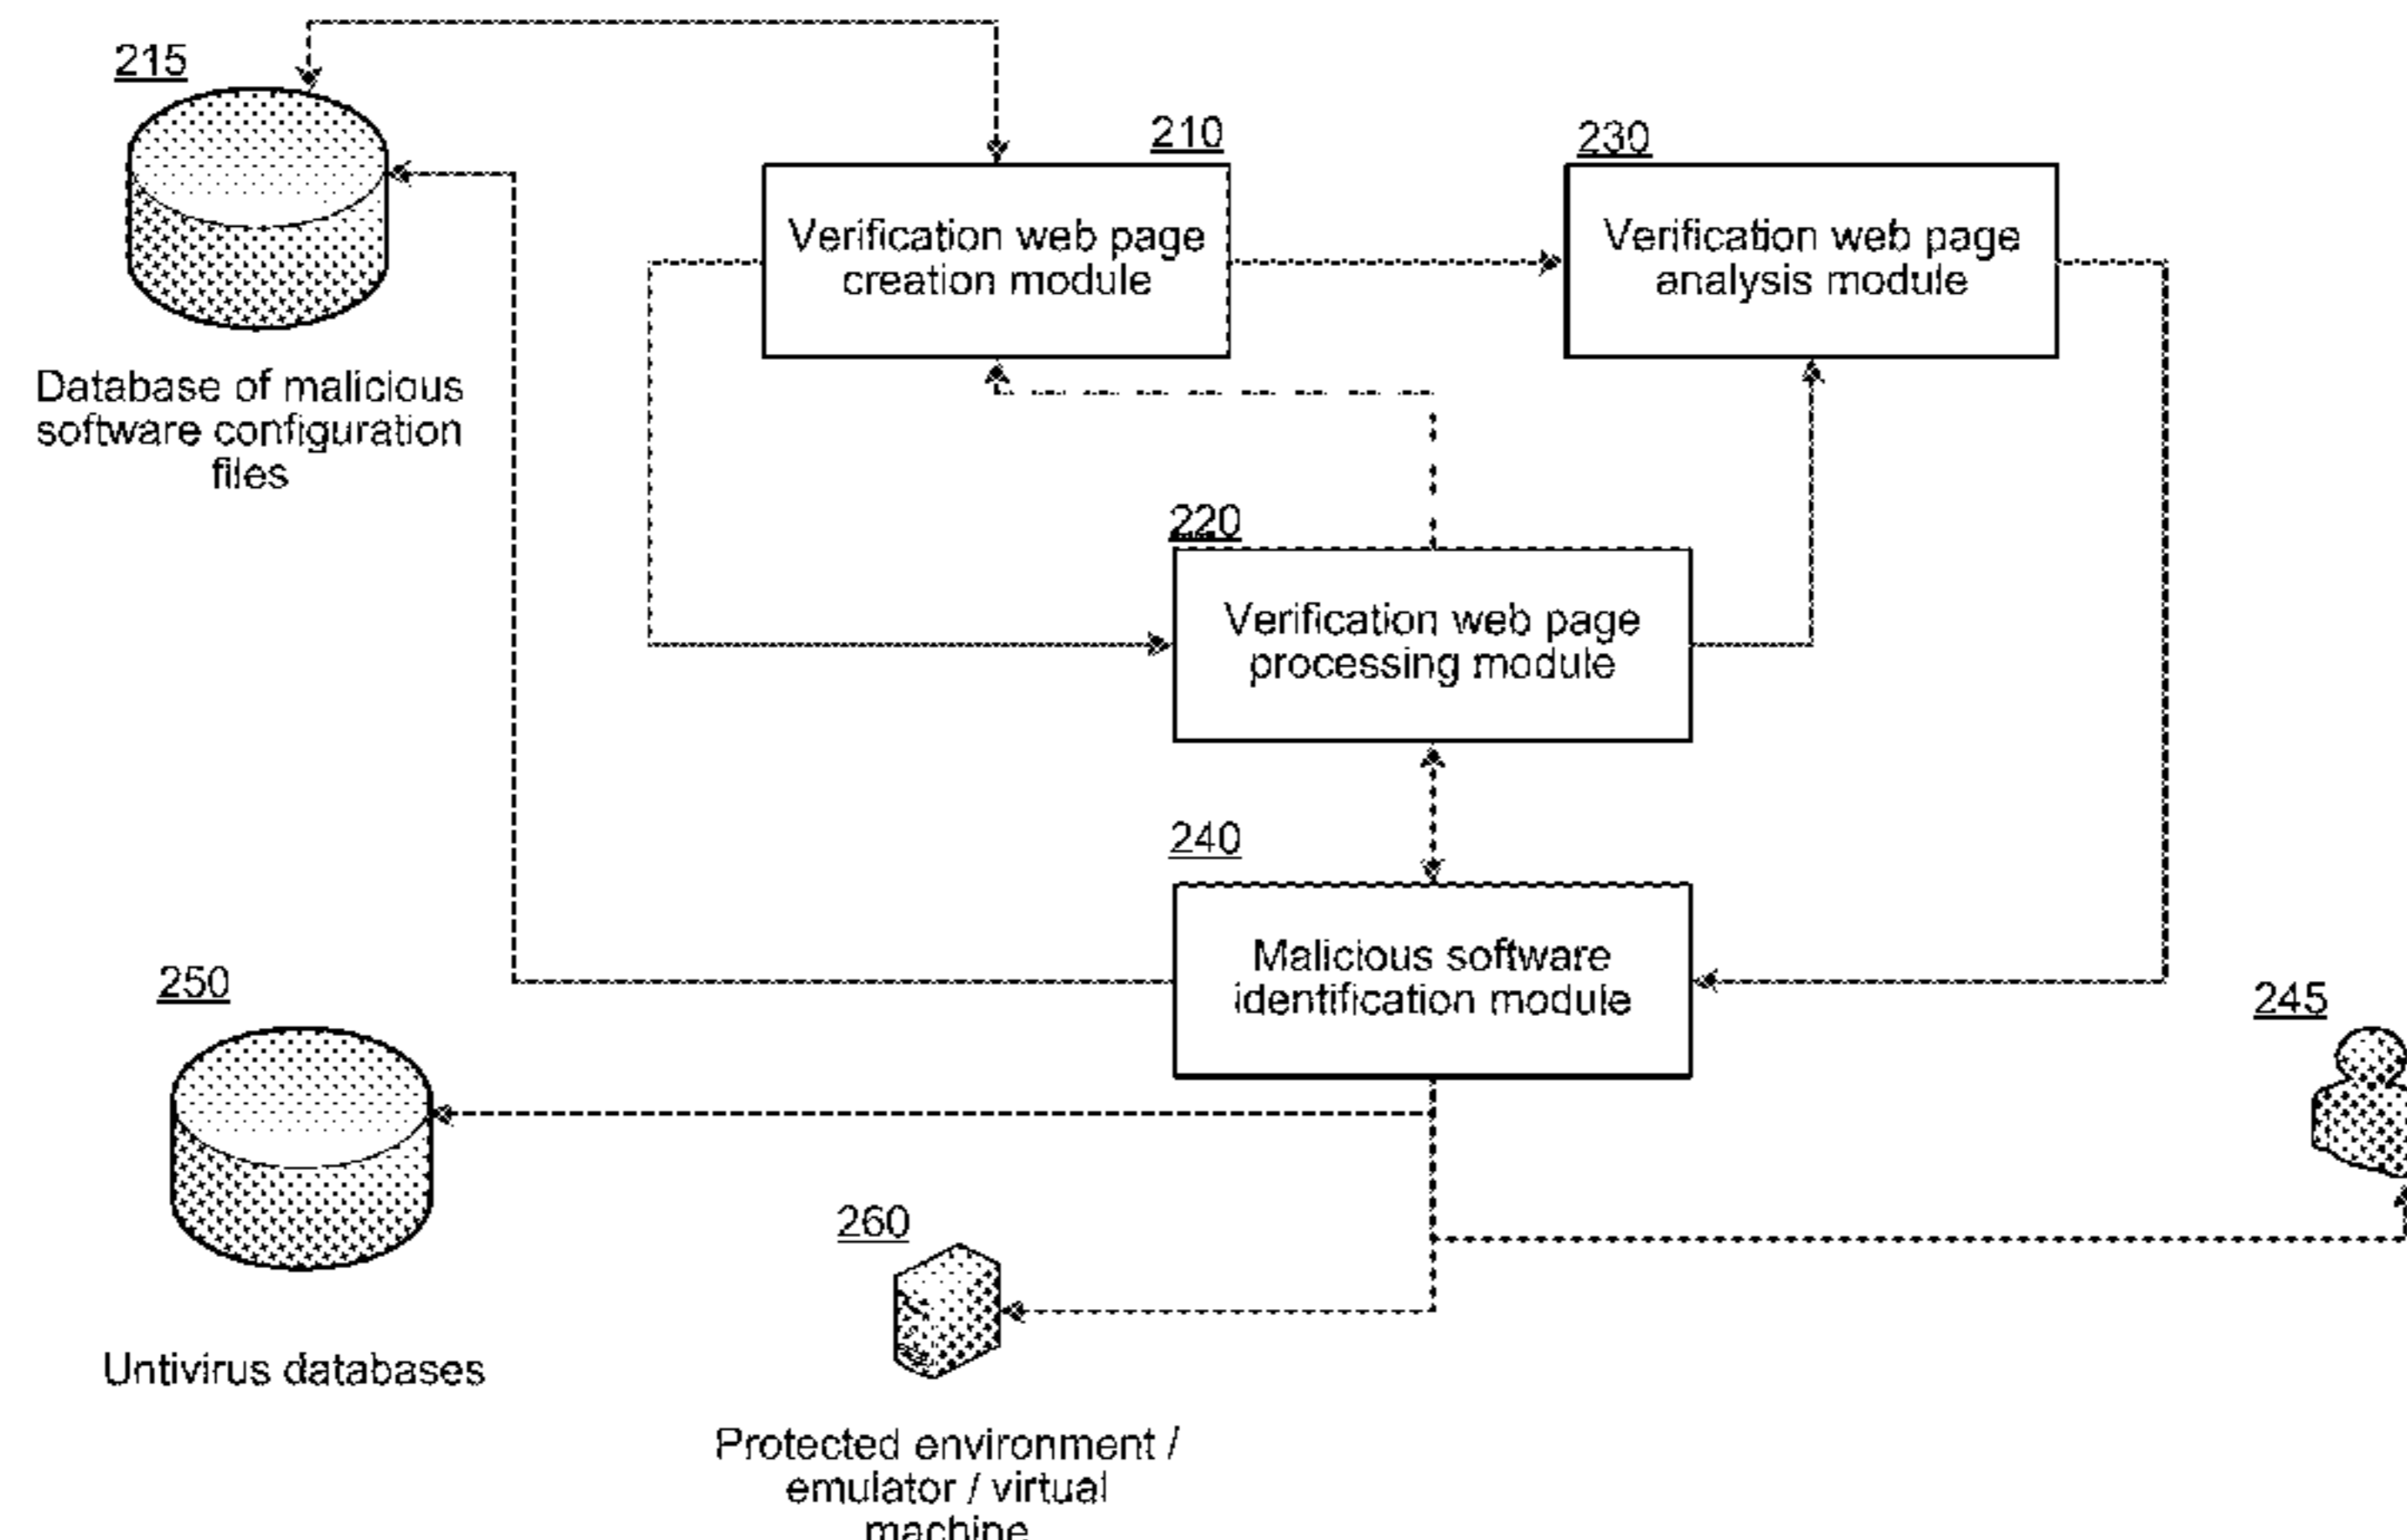 215
210
230
Verification web page
creation module
Verification web page
analysis module
Database of malicious
software configuration
files
220
Verification web page
processing module
240
Malicious software
identification module
250
245
260
Untivirus databases
Protected environment /
emulator / virtual
machine